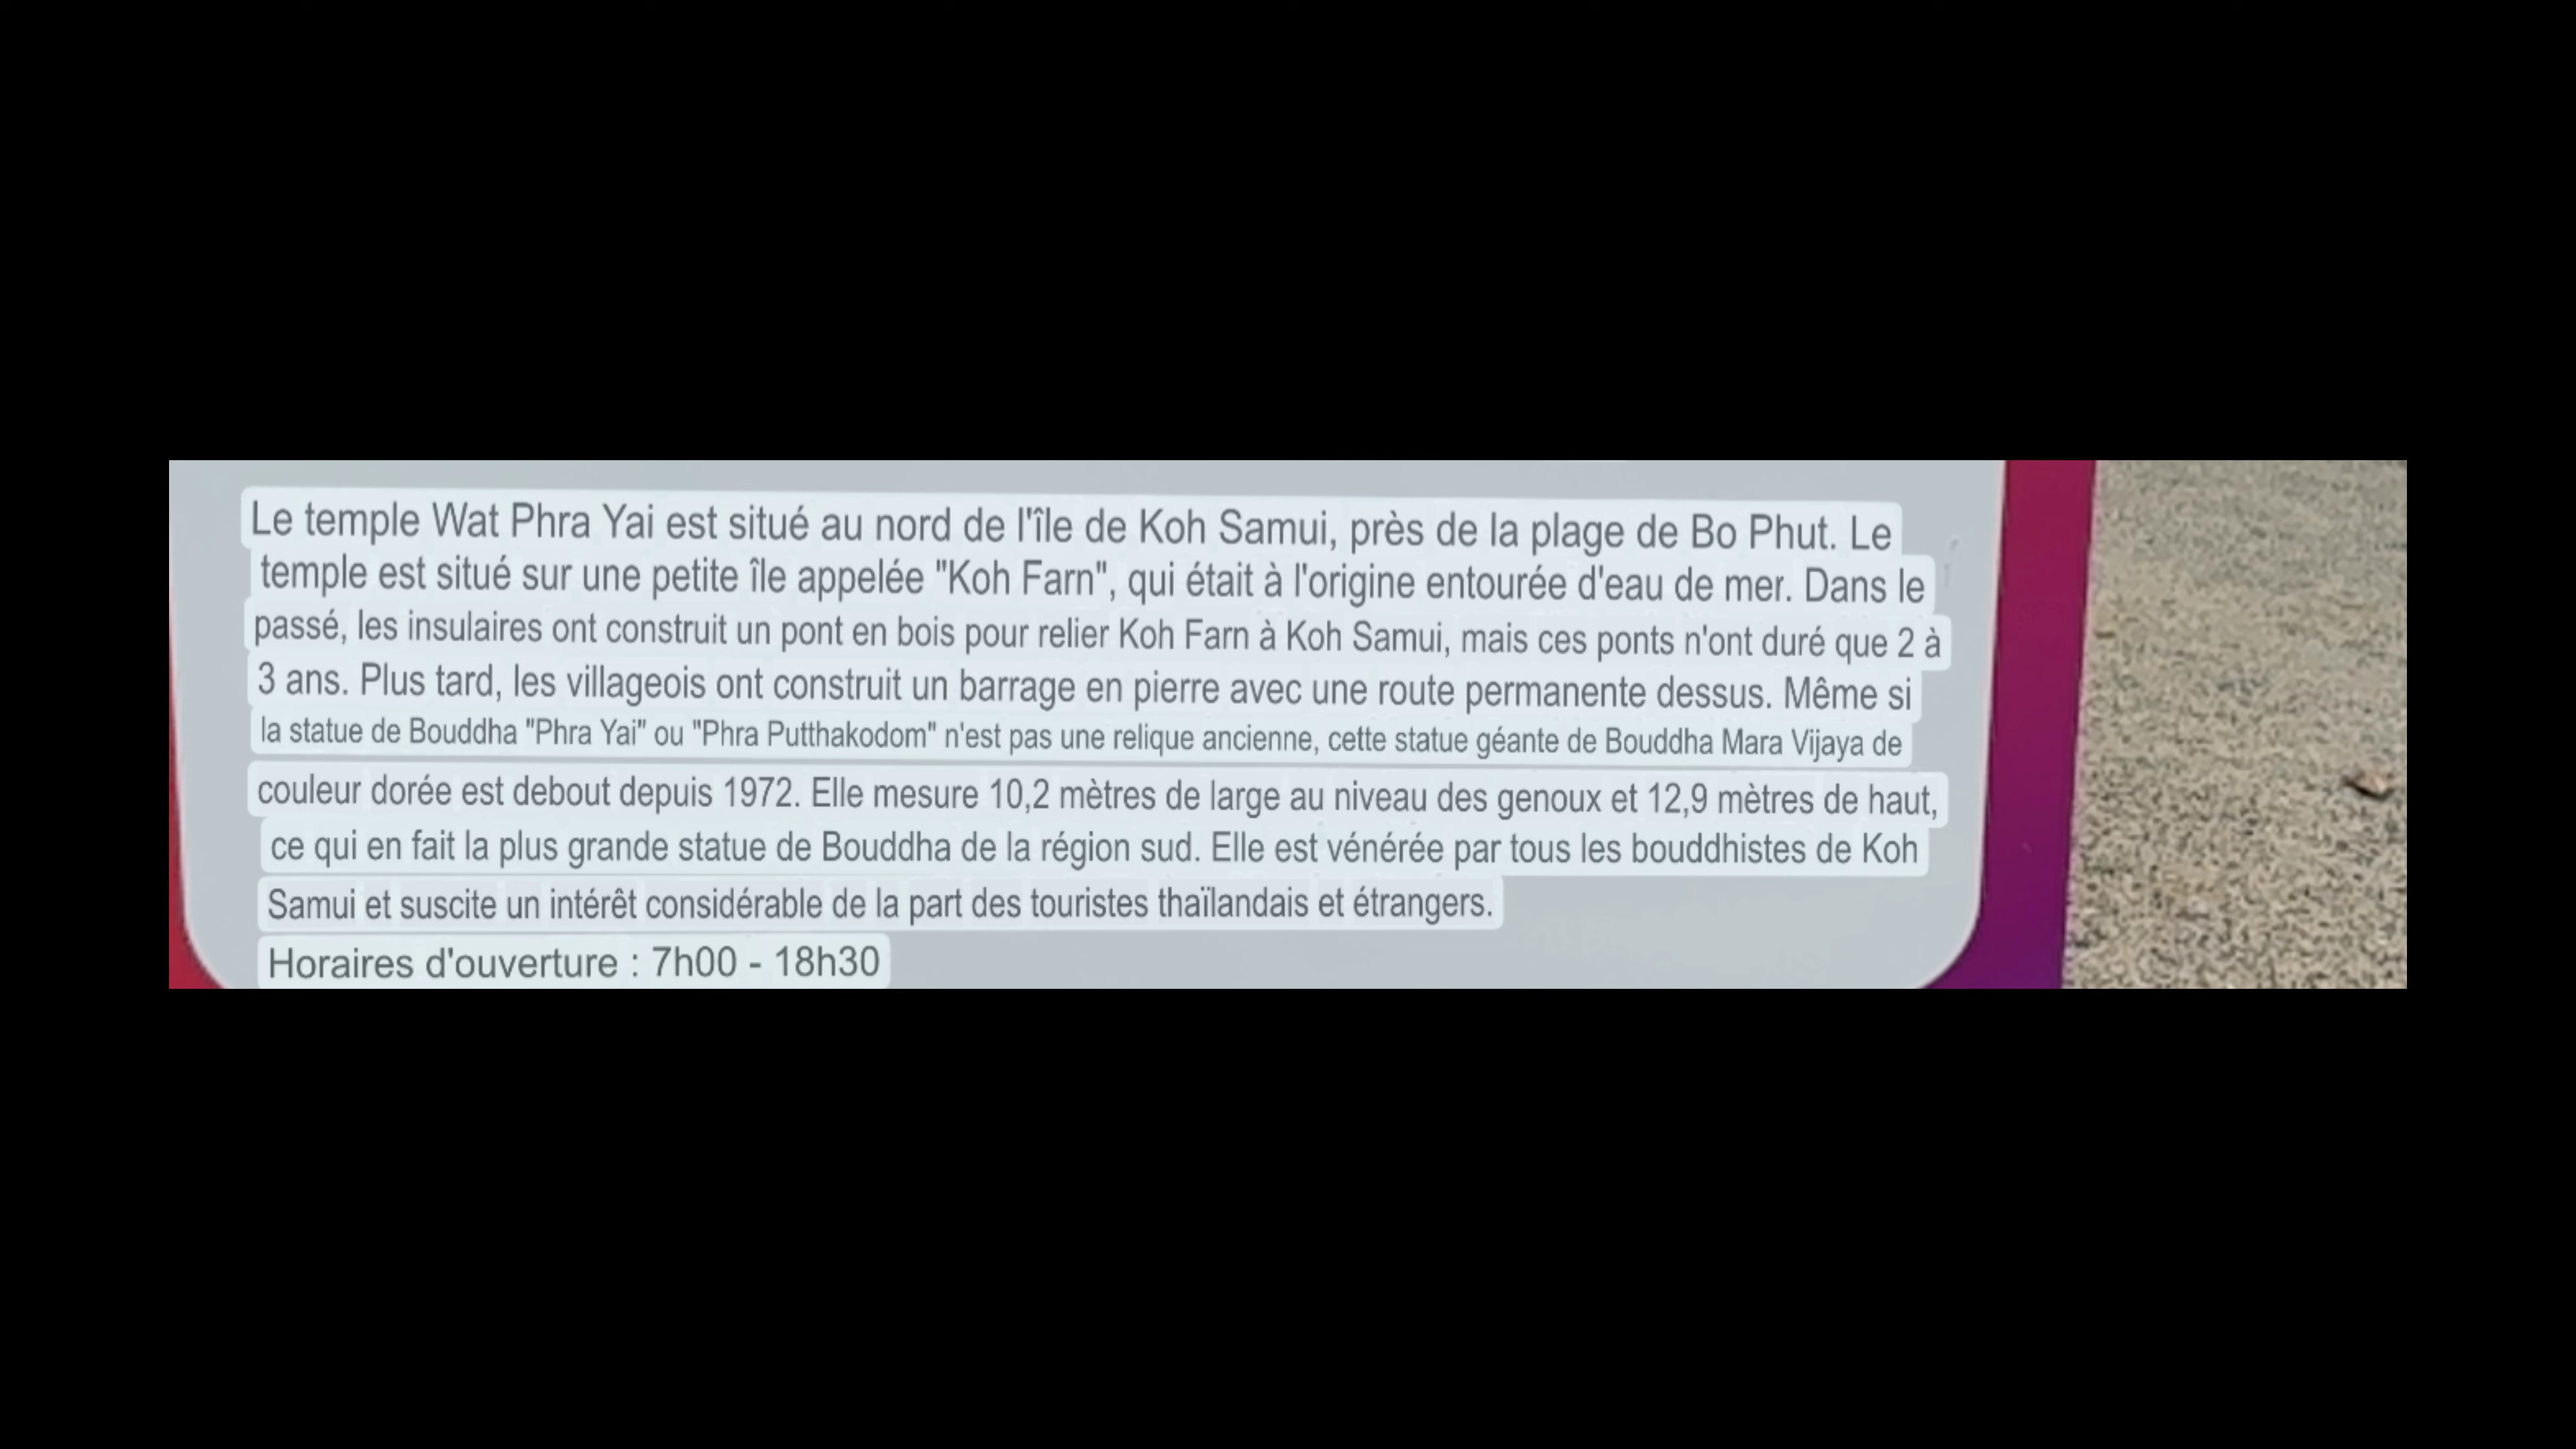 Le temple Wat Phra Yai est situé au nord de l'île de Koh Samui, près de la plage de Bo Phut. Le
temple est situé sur une petite île appelée "Koh Farn", qui était à l'origine entourée d'eau de mer. Dans le
passé, les insulaires ont construit un pont en bois pour relier Koh Farn à Koh Samui, mais ces ponts n'ont duré que 2 à
3 ans. Plus tard, les villageois ont construit un barrage en pierre avec une route permanente dessus. Même si
la statue de Bouddha "Phra Yai" ou "Phra Putthakodom" n'est pas une relique ancienne, cette statue géante de Bouddha Mara Vijaya de
couleur dorée est debout depuis 1972. Elle mesure 10,2 mètres de large au niveau des genoux et 12,9 mètres de haut,
ce qui en fait la plus grande statue de Bouddha de la région sud. Elle est vénérée par tous les bouddhistes de Koh
Samui et suscite un intérêt considérable de la part des touristes thaïlandais et étrangers.
Horaires d'ouverture : 7h00 - 18h30